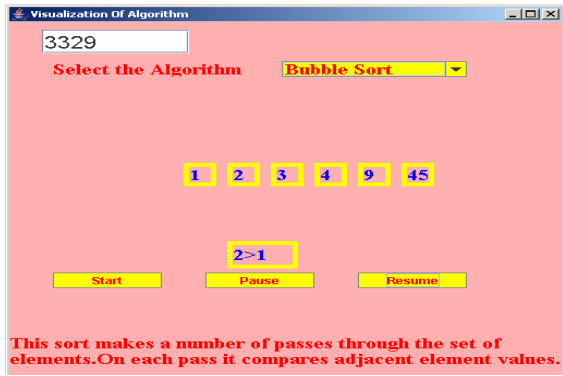 Visualization Of Algorithm
3329
Select the Algorithm Bubble Sort
1 2 3 4 9 45
2>1
Start Pause Resume
This sort makes a number of passes through the set of
elements.On each pass it compares adjacent element values.